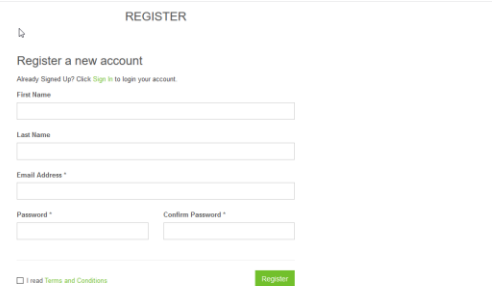 REGISTER
Register a new account
Already Signed Up? Click Sign In to login your account.
First Name
Last Name
Email Address *
Password * Confirm Password *
I read Terms and Conditions Register